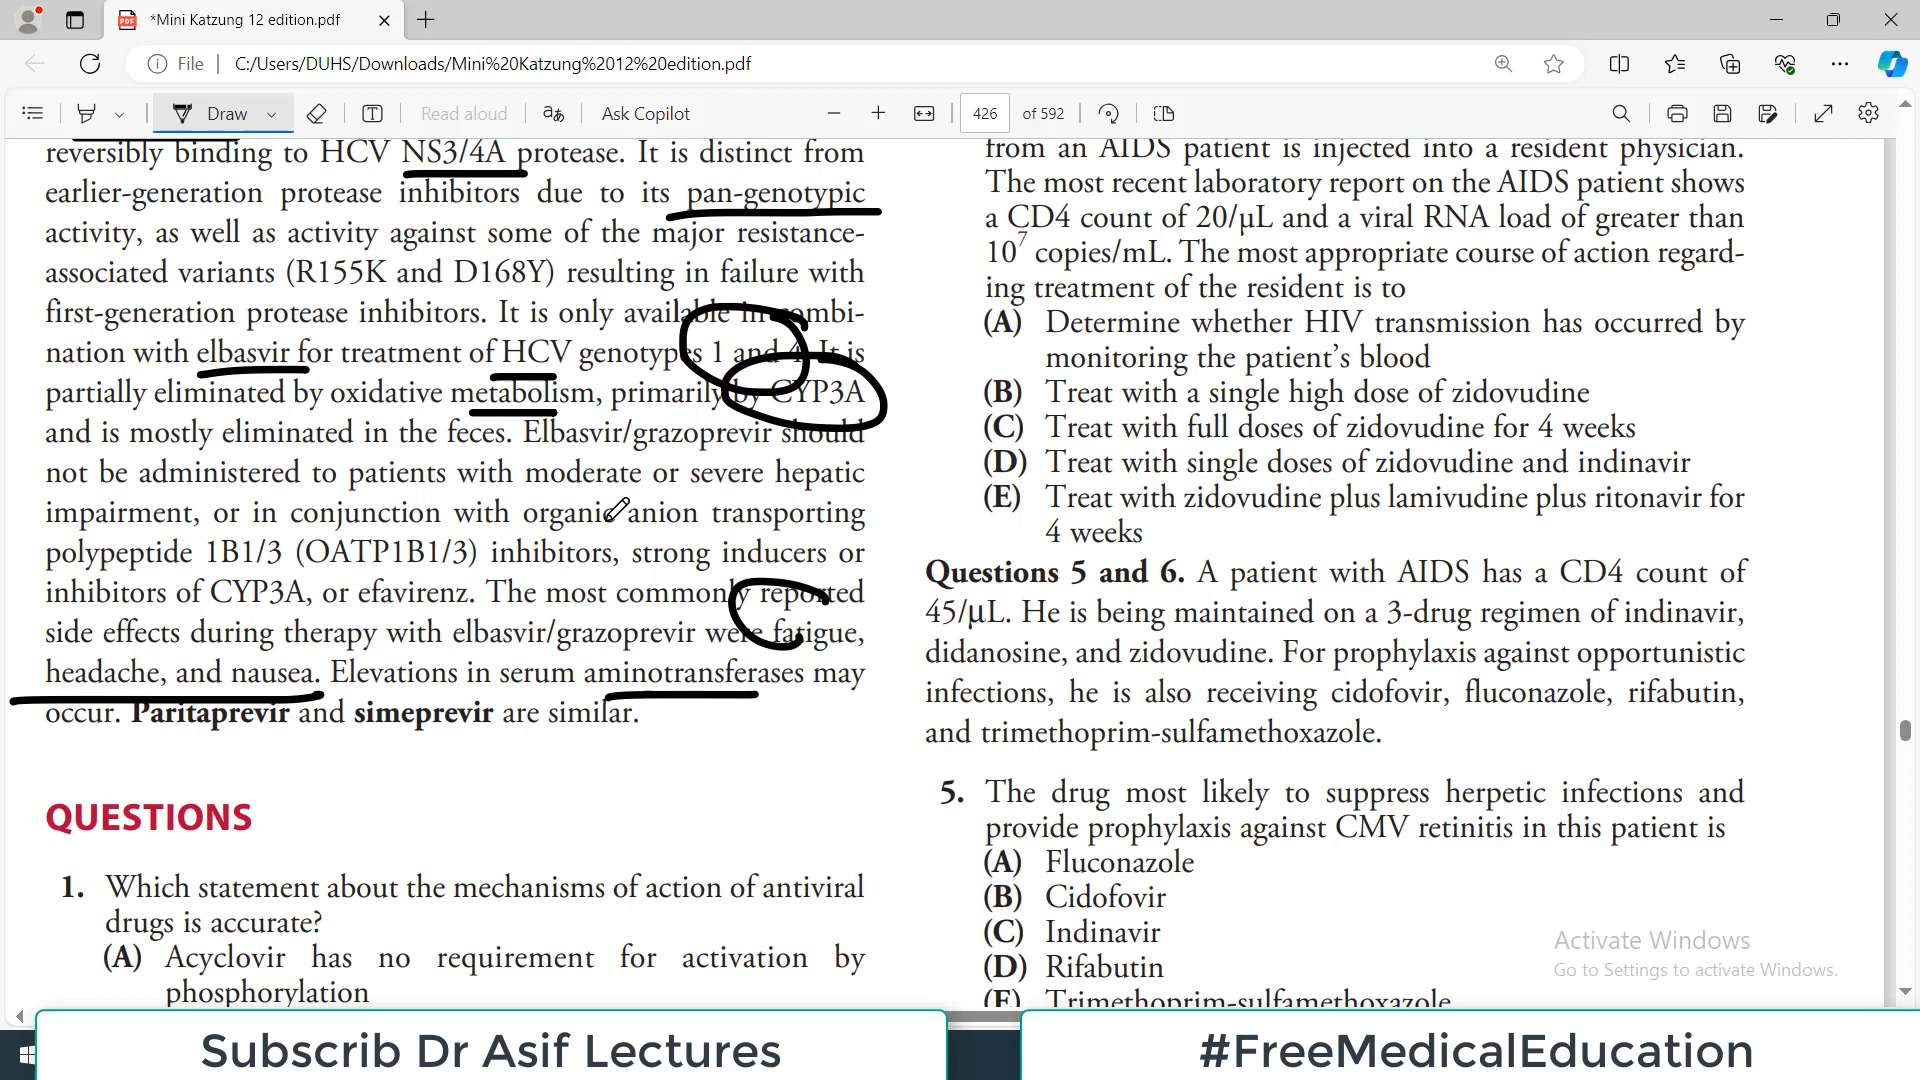 *Mini Katzung 12 edition.pdf
File
C:/Users/DUHS/Downloads/Mini%20Katzung%2012%20edition.pdf
Draw
Read aloud
Ask Copilot
426 of 592
reversibly binding to HCV NS3/4A protease. It is distinct from
earlier-generation protease inhibitors due to its pan-genotypic
activity, as well as activity against some of the major resistance-
associated variants (R155K and D168Y) resulting in failure with
first-generation protease inhibitors. It is only available in combi-
nation with elbasvir for treatment of HCV genotypes 1 and 4. It is
partially eliminated by oxidative metabolism, primarily by CYP3A
and is mostly eliminated in the feces. Elbasvir/grazoprevir should
not be administered to patients with moderate or severe hepatic
impairment, or in conjunction with organic anion transporting
polypeptide 1B1/3 (OATP1B1/3) inhibitors, strong inducers or
inhibitors of CYP3A, or efavirenz. The most commonly reported
side effects during therapy with elbasvir/grazoprevir were fatigue,
headache, and nausea. Elevations in serum aminotransferases may
occur. Paritaprevir and simeprevir are similar.
QUESTIONS
1. Which statement about the mechanisms of action of antiviral
drugs is accurate?
(A) Acyclovir has no requirement for activation by
phosphorylation
from an AIDS patient is injected into a resident physician.
The most recent laboratory report on the AIDS patient shows
a CD4 count of 20/μL and a viral RNA load of greater than
10⁷ copies/mL. The most appropriate course of action regard-
ing treatment of the resident is to
(A) Determine whether HIV transmission has occurred by
monitoring the patient's blood
(B) Treat with a single high dose of zidovudine
(C) Treat with full doses of zidovudine for 4 weeks
(D) Treat with single doses of zidovudine and indinavir
(E) Treat with zidovudine plus lamivudine plus ritonavir for
4 weeks
Questions 5 and 6. A patient with AIDS has a CD4 count of
45/μL. He is being maintained on a 3-drug regimen of indinavir,
didanosine, and zidovudine. For prophylaxis against opportunistic
infections, he is also receiving cidofovir, fluconazole, rifabutin,
and trimethoprim-sulfamethoxazole.
5. The drug most likely to suppress herpetic infections and
provide prophylaxis against CMV retinitis in this patient is
(A) Fluconazole
(B) Cidofovir
(C) Indinavir
(D) Rifabutin
(E) Trimethoprim-sulfamethoxazole
Activate Windows
Go to Settings to activate Windows.
Subscrib Dr Asif Lectures
#FreeMedicalEducation